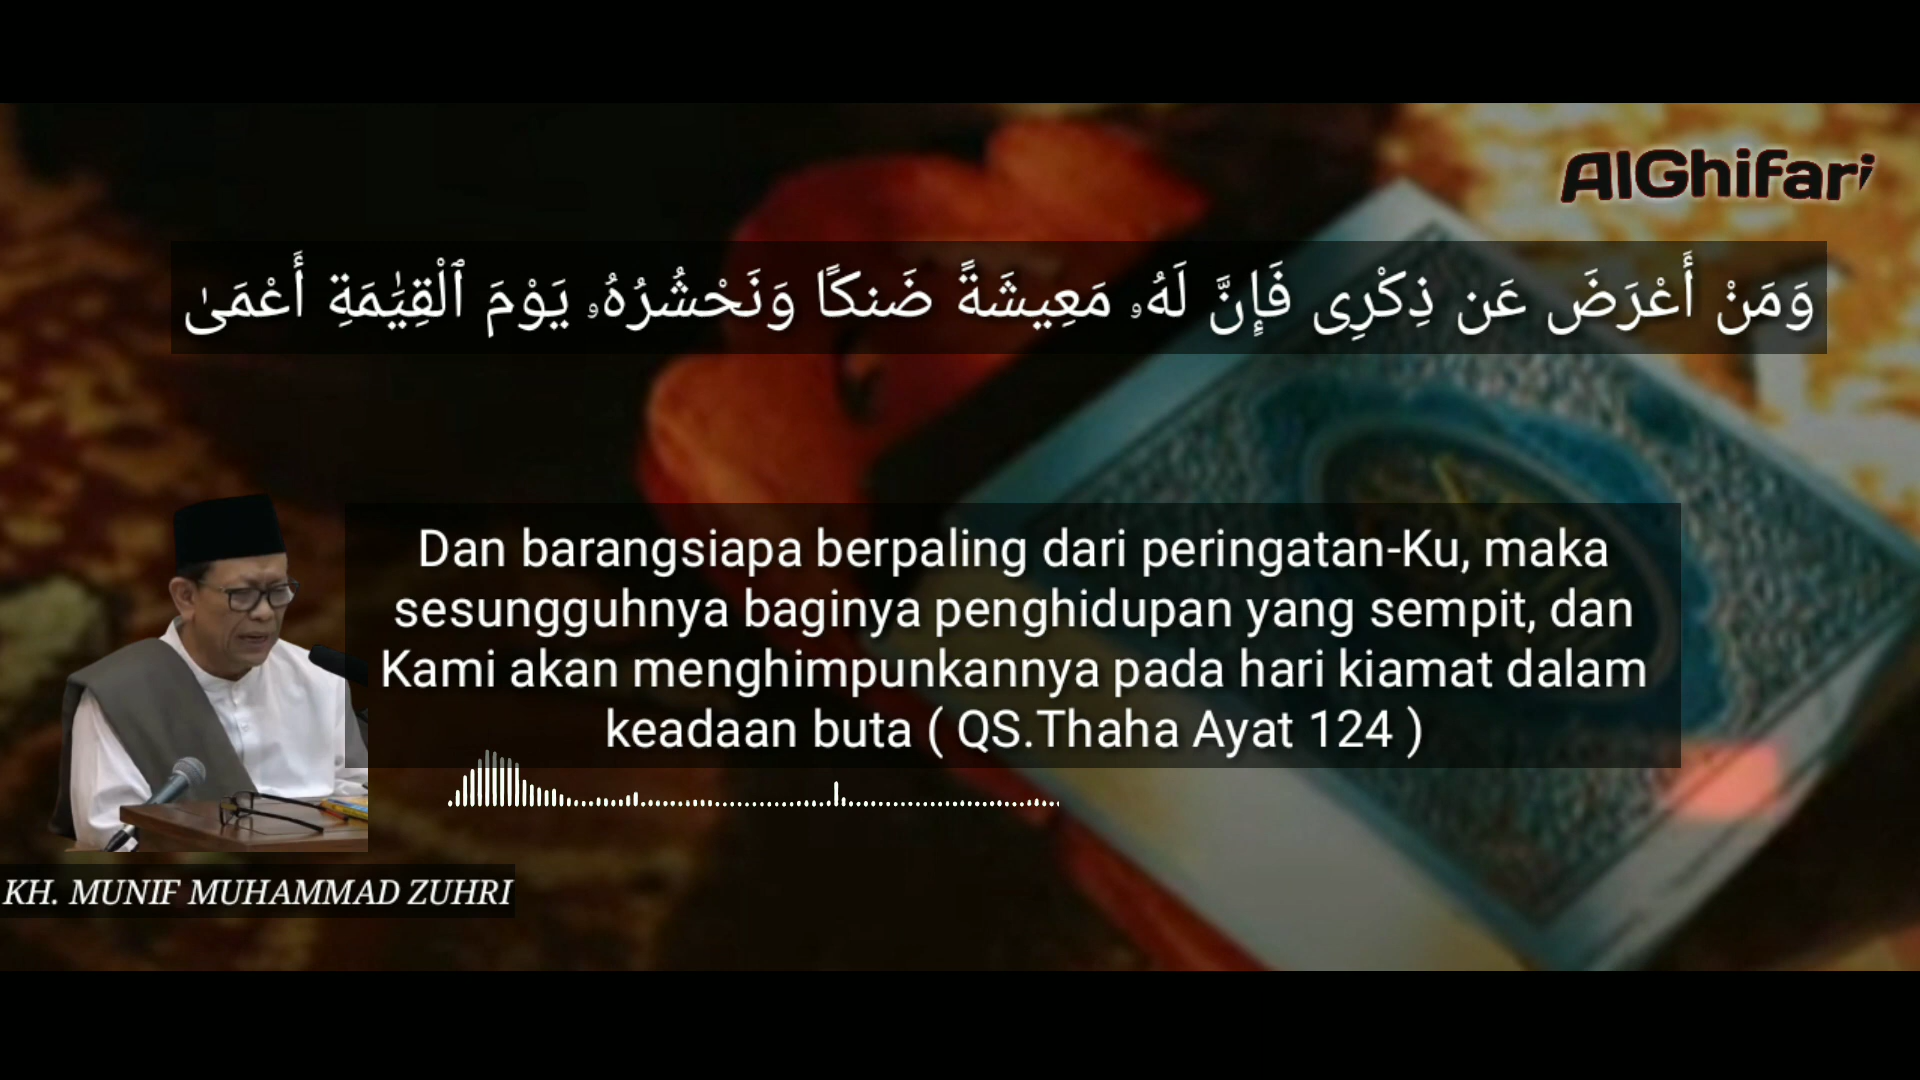 AlGhifari
وَمَنْ أَعْرَضَ عَن ذِكْرِى فَإِنَّ لَهُۥ مَعِيشَةً ضَنكًا وَنَحْشُرُهُۥ يَوْمَ ٱلْقِيَٰمَةِ أَعْمَىٰ
Dan barangsiapa berpaling dari peringatan-Ku, maka
sesungguhnya baginya penghidupan yang sempit, dan
Kami akan menghimpunkannya pada hari kiamat dalam
keadaan buta ( QS.Thaha Ayat 124 )
KH. MUNIF MUHAMMAD ZUHRI